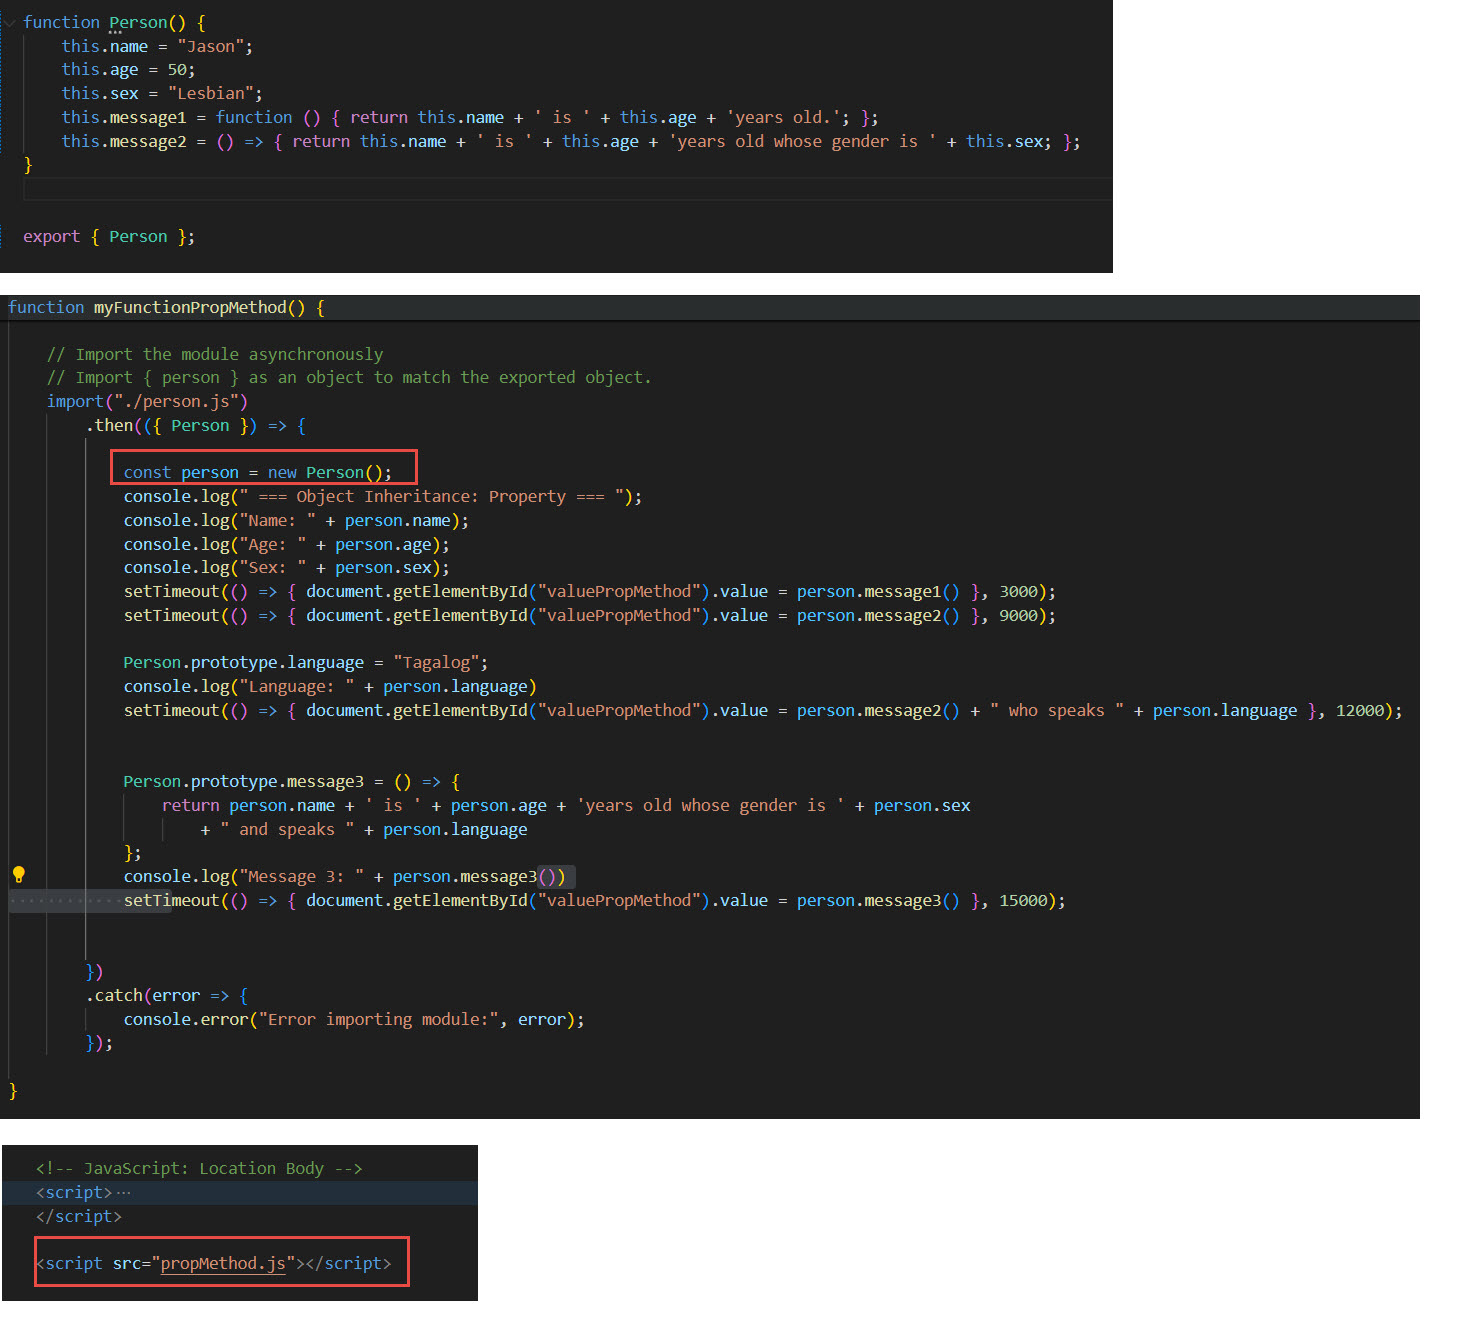 function Person() {
    this.name = "Jason";
    this.age = 50;
    this.sex = "Lesbian";
    this.message1 = function () { return this.name + ' is ' + this.age + 'years old.'; };
    this.message2 = () => { return this.name + ' is ' + this.age + 'years old whose gender is ' + this.sex; };
}
export { Person };
function myFunctionPropMethod() {
    // Import the module asynchronously
    // Import { person } as an object to match the exported object.
    import("./person.js")
        .then(({ Person }) => {
            const person = new Person();
            console.log(" === Object Inheritance: Property === ");
            console.log("Name: " + person.name);
            console.log("Age: " + person.age);
            console.log("Sex: " + person.sex);
            setTimeout(() => { document.getElementById("valuePropMethod").value = person.message1() }, 3000);
            setTimeout(() => { document.getElementById("valuePropMethod").value = person.message2() }, 9000);
            Person.prototype.language = "Tagalog";
            console.log("Language: " + person.language)
            setTimeout(() => { document.getElementById("valuePropMethod").value = person.message2() + " who speaks " + person.language }, 12000);
            Person.prototype.message3 = () => {
                return person.name + ' is ' + person.age + 'years old whose gender is ' + person.sex
                    + " and speaks " + person.language
            };
            console.log("Message 3: " + person.message3())
            setTimeout(() => { document.getElementById("valuePropMethod").value = person.message3() }, 15000);
        })
        .catch(error => {
            console.error("Error importing module:", error);
        });
}
<!-- JavaScript: Location Body -->
<script>···
</script>
<script src="propMethod.js"></script>